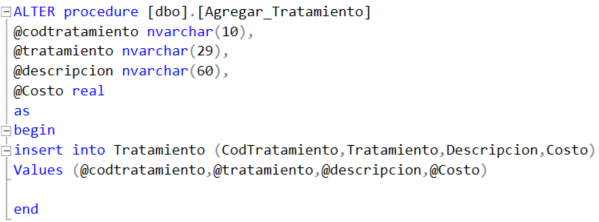 ALTER procedure [dbo].[Agregar_Tratamiento]
@codtratamiento nvarchar(10),
@tratamiento nvarchar(29),
@descripcion nvarchar(60),
@Costo real
as
begin
insert into Tratamiento (CodTratamiento,Tratamiento,Descripcion,Costo)
Values (@codtratamiento,@tratamiento,@descripcion,@Costo)
end